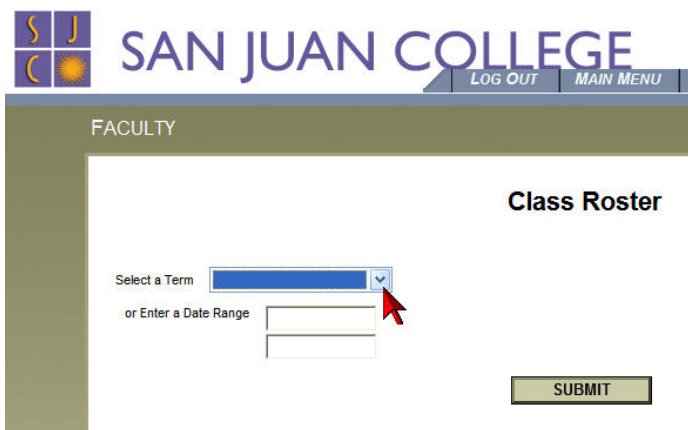 S J
C
SAN JUAN COLLEGE
LOG OUT MAIN MENU
FACULTY
Class Roster
Select a Term
or Enter a Date Range
SUBMIT